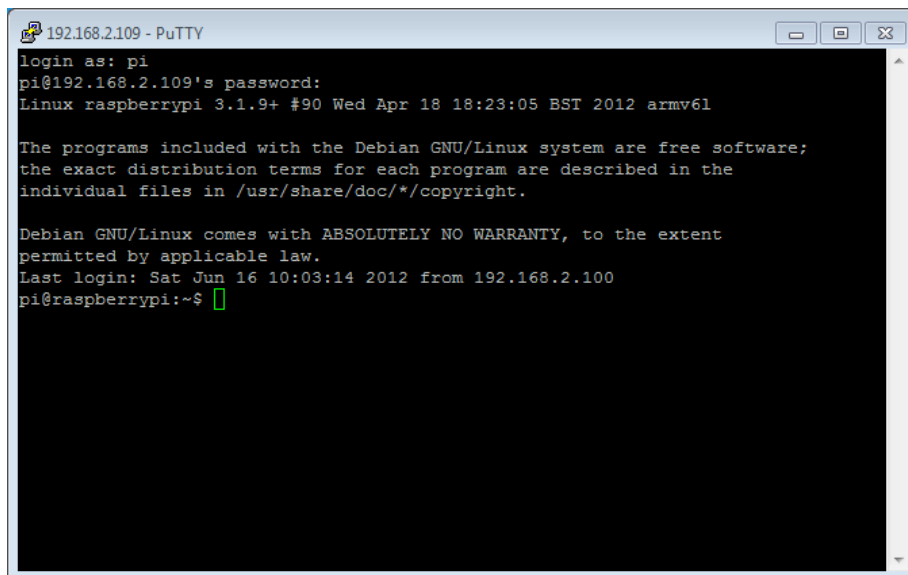 192.168.2.109 - PuTTY
login as: pi
pi@192.168.2.109's password:
Linux raspberrypi 3.1.9+ #90 Wed Apr 18 18:23:05 BST 2012 armv6l
The programs included with the Debian GNU/Linux system are free software;
the exact distribution terms for each program are described in the
individual files in /usr/share/doc/*/copyright.
Debian GNU/Linux comes with ABSOLUTELY NO WARRANTY, to the extent
permitted by applicable law.
Last login: Sat Jun 16 10:03:14 2012 from 192.168.2.100
pi@raspberrypi:~$